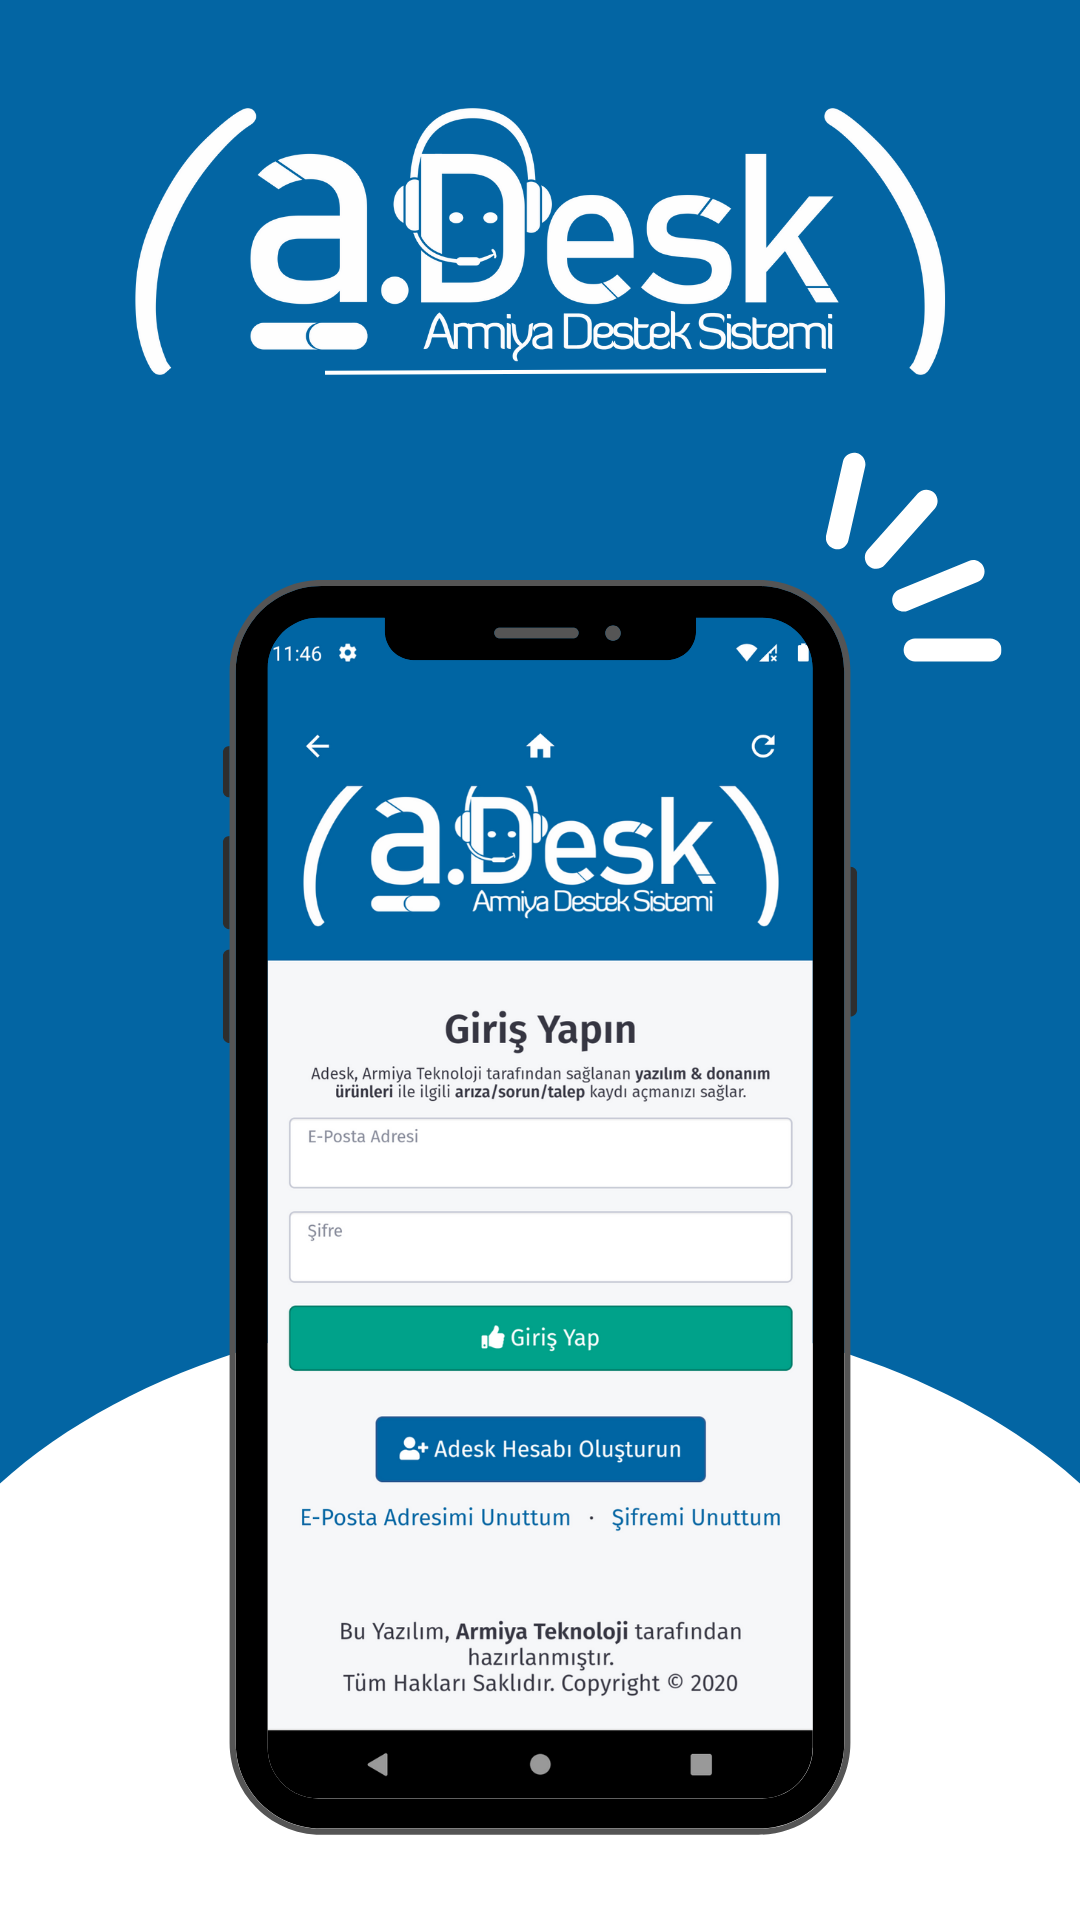 a.Desk
Armiya Destek Sistemi
11:46
a.Desk
Armiya Destek Sistemi
Giriş Yapın
Adesk, Armiya Teknoloji tarafından sağlanan yazılım & donanım
ürünleri ile ilgili arıza/sorun/talep kaydı açmanızı sağlar.
E-Posta Adresi
Şifre
Giriş Yap
Adesk Hesabı Oluşturun
E-Posta Adresimi Unuttum · Şifremi Unuttum
Bu Yazılım, Armiya Teknoloji tarafından
hazırlanmıştır.
Tüm Hakları Saklıdır. Copyright © 2020